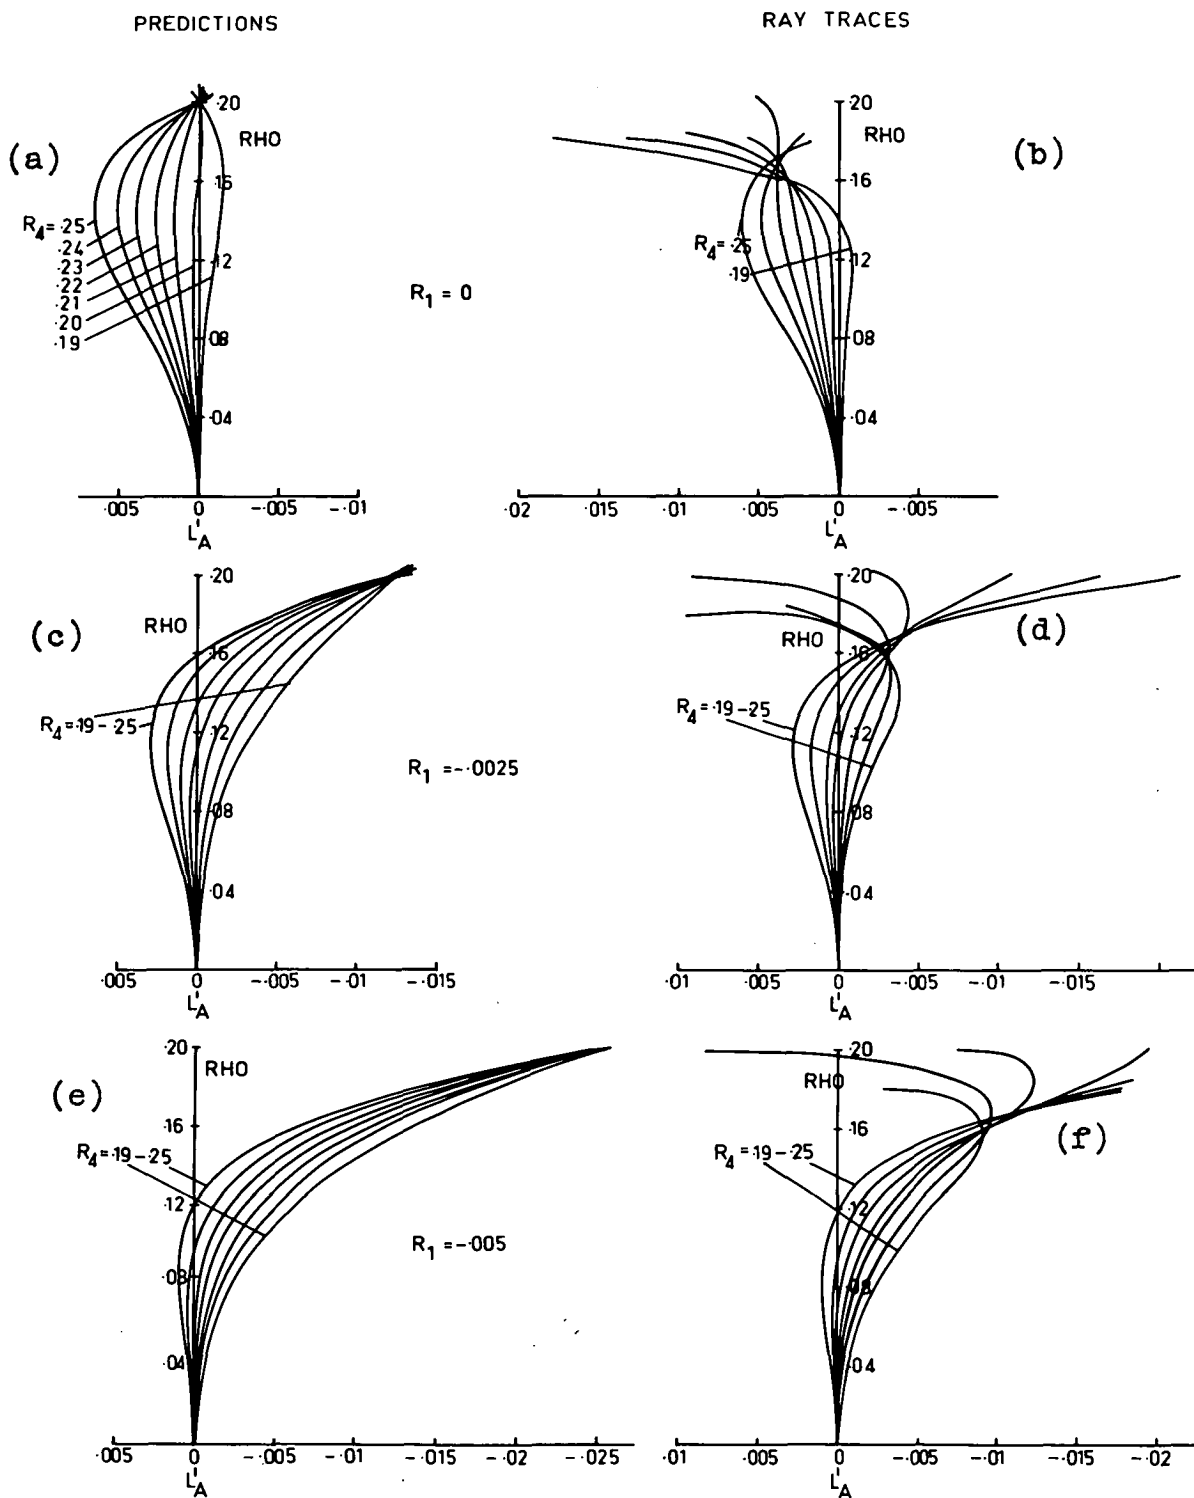 PREDICTIONS
RAY TRACES
(a)
RHO
.20
.16
.12
.08
.04
R4=.25
.24
.23
.22
.21
.20
.19
.005 0 -.005 -.01
L'A
R1 = 0
(b)
RHO
.20
.16
.12
.08
.04
R4=.25
.19
.02 .015 .01 .005 0 -.005
L'A
(c)
RHO
.20
.16
.12
.08
.04
R4=.19-.25
.005 0 -.005 -.01 -.015
L'A
R1 =-.0025
(d)
RHO
.20
.16
.12
.08
.04
R4=.19-.25
.01 .005 0 -.005 -.01 -.015
L'A
(e)
RHO
.20
.16
.12
.08
.04
R4=.19-.25
.005 0 -.005 -.01 -.015 -.02 -.025
L'A
R1 =-.005
(f)
RHO
.20
.16
.12
.08
.04
R4=.19-.25
.01 .005 0 -.005 -.01 -.015 -.02
L'A